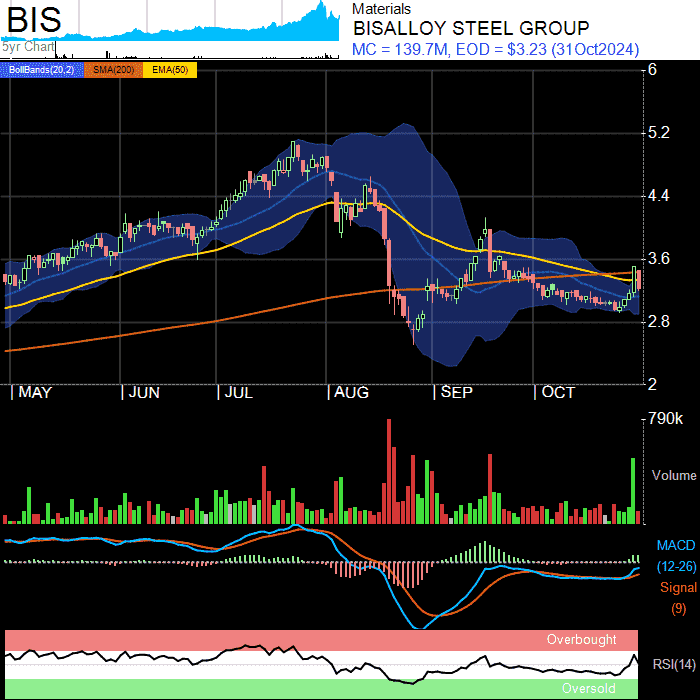 BIS
5yr Chart
Materials
BISALLOY STEEL GROUP
MC = 139.7M, EOD = $3.23 (31Oct2024)
BollBands(20,2) SMA(200) EMA(50)
6
5.2
4.4
3.6
2.8
2
MAY JUN JUL AUG SEP OCT
790k
Volume
MACD
(12-26)
Signal
(9)
Overbought
RSI(14)
Oversold